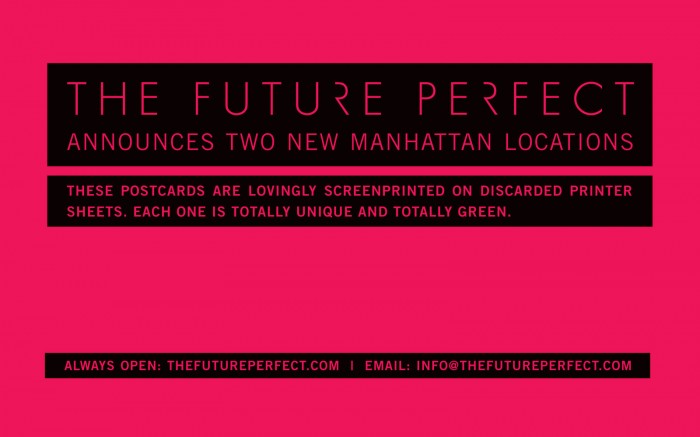 THE FUTURE PERFECT
ANNOUNCES TWO NEW MANHATTAN LOCATIONS
THESE POSTCARDS ARE LOVINGLY SCREENPRINTED ON DISCARDED PRINTER
SHEETS. EACH ONE IS TOTALLY UNIQUE AND TOTALLY GREEN.
ALWAYS OPEN: THEFUTUREPERFECT.COM | EMAIL: INFO@THEFUTUREPERFECT.COM